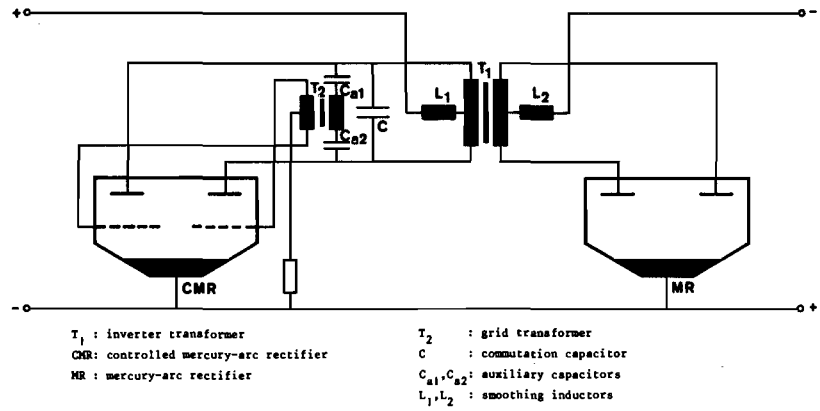 + -
T₁
T₂ Cₐ₁
L₁ L₂
C
Cₐ₂
CMR MR
- +
T₁ : inverter transformer
CMR: controlled mercury-arc rectifier
MR : mercury-arc rectifier
T₂ : grid transformer
C : commutation capacitor
Cₐ₁,Cₐ₂: auxiliary capacitors
L₁,L₂ : smoothing inductors